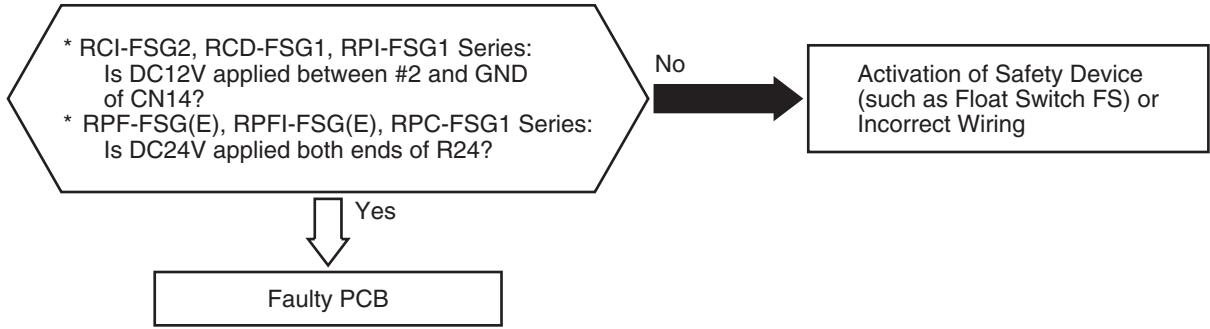 * RCI-FSG2, RCD-FSG1, RPI-FSG1 Series:
Is DC12V applied between #2 and GND
of CN14?
* RPF-FSG(E), RPFI-FSG(E), RPC-FSG1 Series:
Is DC24V applied both ends of R24?
No
Activation of Safety Device
(such as Float Switch FS) or
Incorrect Wiring
Yes
Faulty PCB